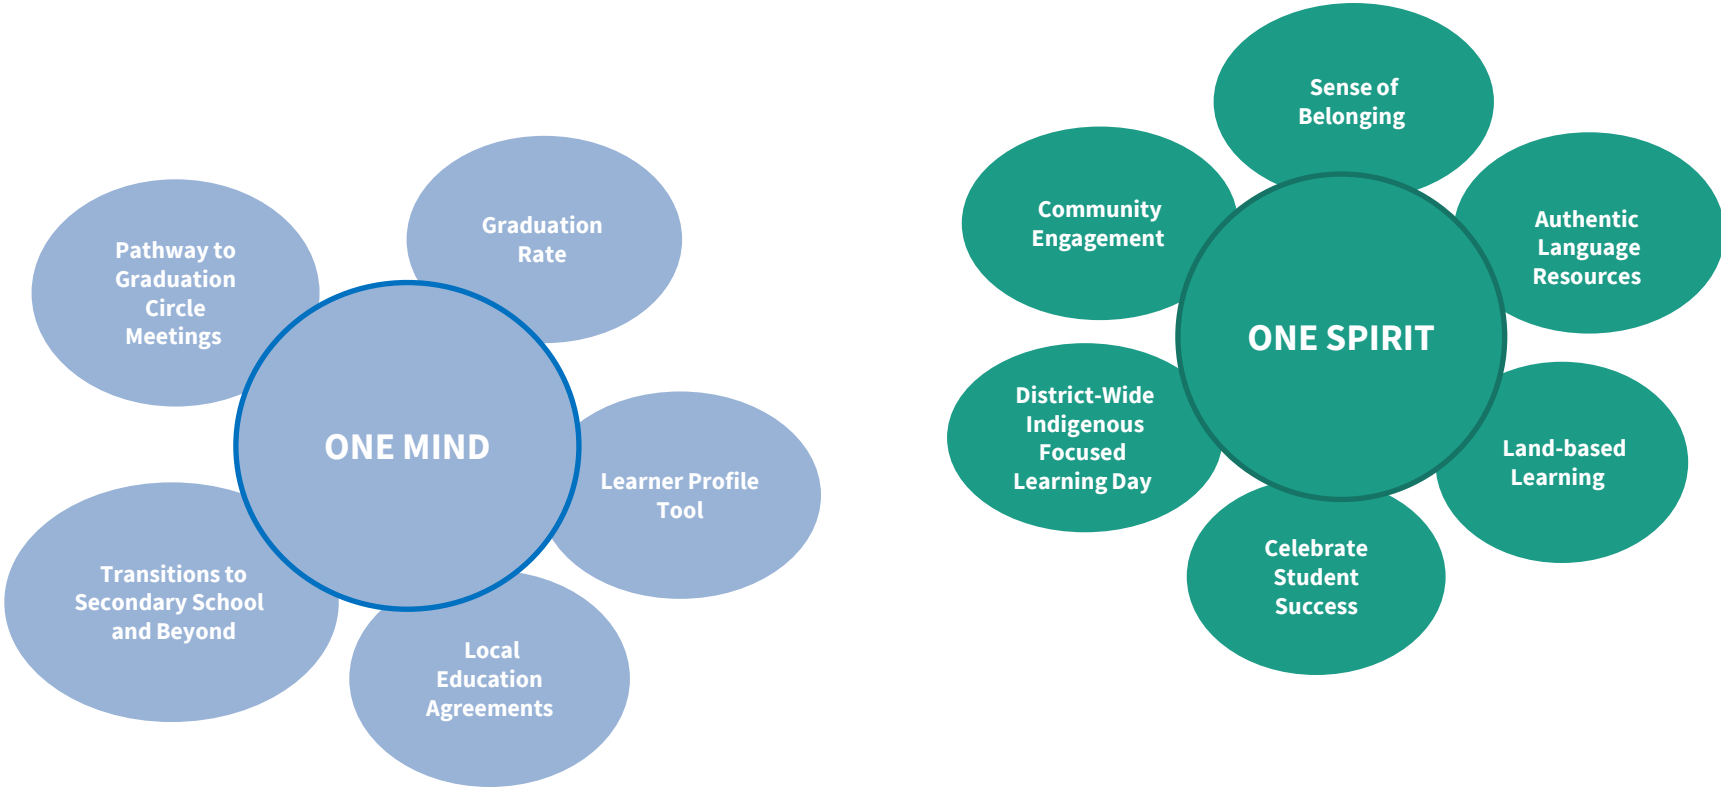 Graduation
Rate
Pathway to
Graduation
Circle
Meetings
ONE MIND
Learner Profile
Tool
Transitions to
Secondary School
and Beyond
Local
Education
Agreements
Sense of
Belonging
Community
Engagement
Authentic
Language
Resources
ONE SPIRIT
District-Wide
Indigenous
Focused
Learning Day
Land-based
Learning
Celebrate
Student
Success